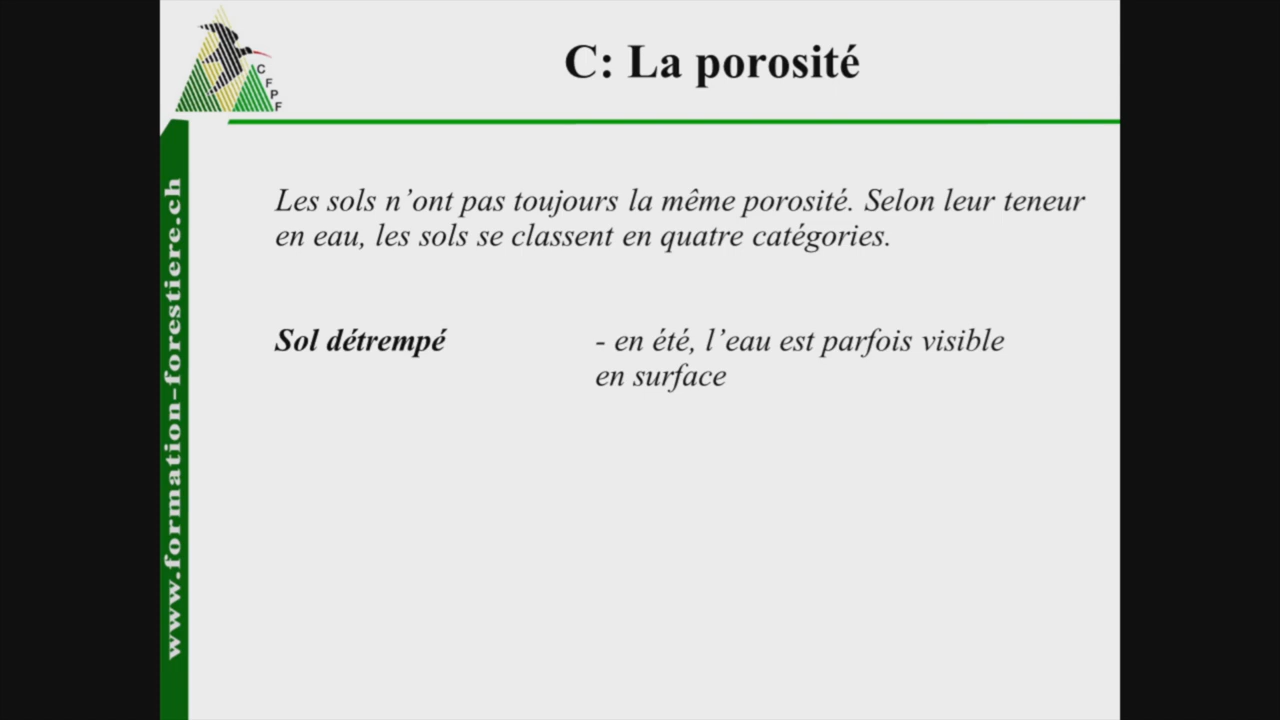 C: La porosité
C
F
P
F
www.formation-forestiere.ch
Les sols n’ont pas toujours la même porosité. Selon leur teneur
en eau, les sols se classent en quatre catégories.
Sol détrempé - en été, l’eau est parfois visible
en surface